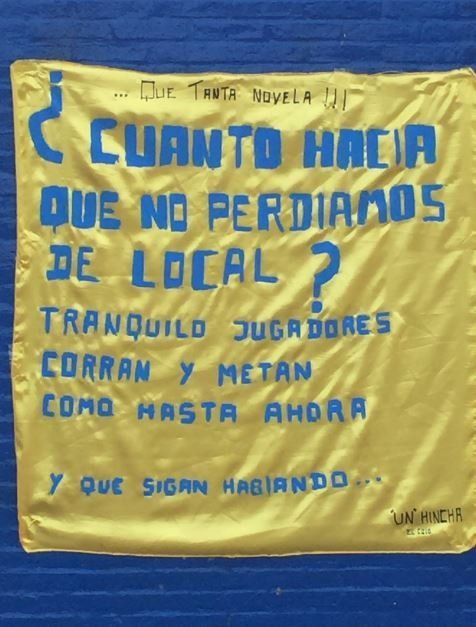 ... QUE TANTA NOVELA !!!
¿CUANTO HACIA
QUE NO PERDIAMOS
DE LOCAL?
TRANQUILO JUGADORES
CORRAN Y METAN
COMO HASTA AHORA
Y QUE SIGAN HABlANDO...
"UN" HINCHA